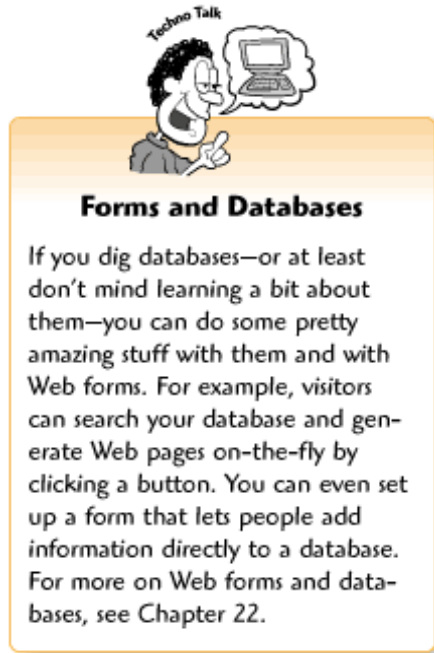 Techno Talk
Forms and Databases
If you dig databases—or at least
don't mind learning a bit about
them—you can do some pretty
amazing stuff with them and with
Web forms. For example, visitors
can search your database and gen-
erate Web pages on-the-fly by
clicking a button. You can even set
up a form that lets people add
information directly to a database.
For more on Web forms and data-
bases, see Chapter 22.